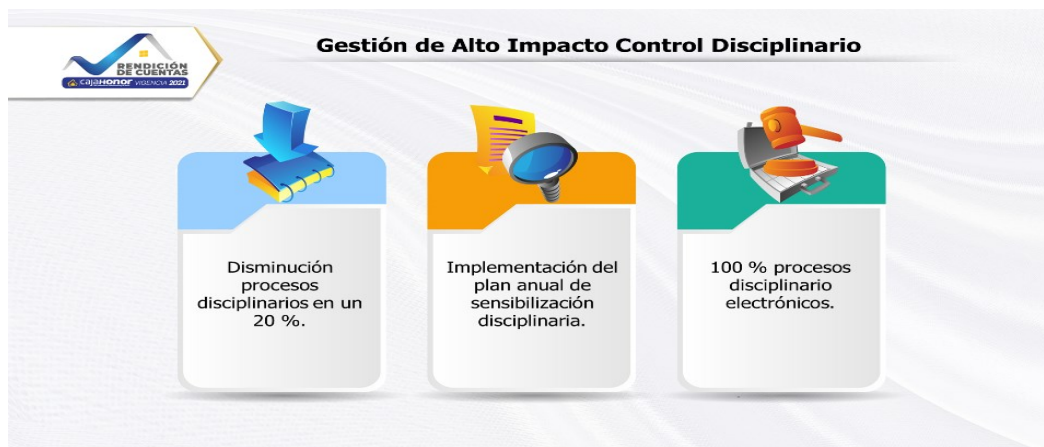 RENDICIÓN
DE CUENTAS
cajaHonor VIGENCIA 2021
Gestión de Alto Impacto Control Disciplinario
Disminución
procesos
disciplinarios en un
20 %.
Implementación del
plan anual de
sensibilización
disciplinaria.
100 % procesos
disciplinario
electrónicos.